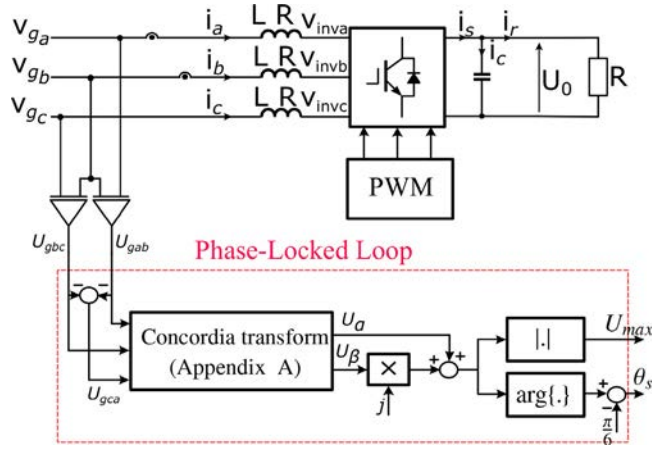 v_ga i_a L R v_inva i_s i_r
v_gb i_b L R v_invb i_c U_0 R
v_gc i_c L R v_invc
PWM
U_gbc U_gab
Phase-Locked Loop
- -
Concordia transform
(Appendix A)
U_α
U_β
U_gca
×
j
+ +
|.| U_max
arg{.} + θ_s
-
π/6